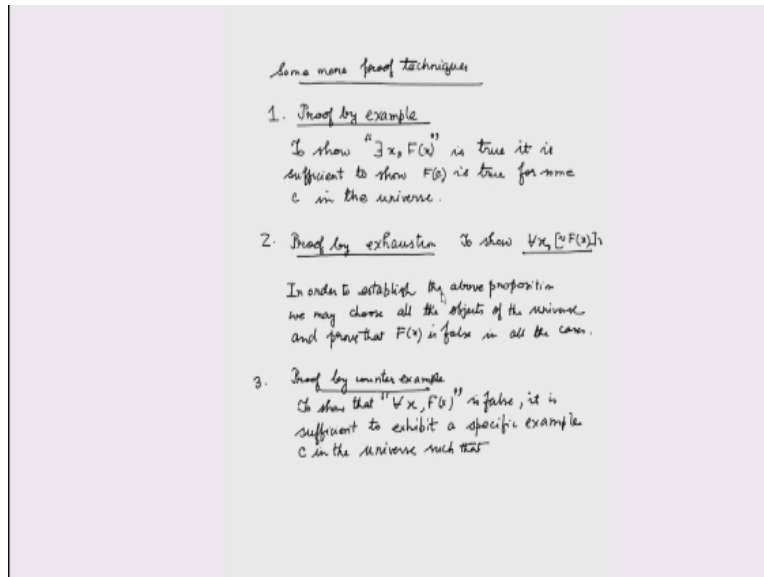 Some more proof techniques
1. Proof by example
To show "∃x, F(x)" is true it is
sufficient to show F(c) is true for some
c in the universe.
2. Proof by exhaustion To show ∀x, [~F(x)]
In order to establish the above proposition
we may choose all the objects of the universe
and prove that F(x) is false in all the cases.
3. Proof by counter example
To show that "∀x, F(x)" is false, it is
sufficient to exhibit a specific example
c in the universe such that